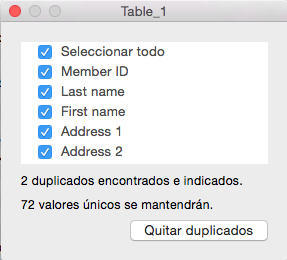 Table_1
Seleccionar todo
Member ID
Last name
First name
Address 1
Address 2
2 duplicados encontrados e indicados.
72 valores únicos se mantendrán.
Quitar duplicados